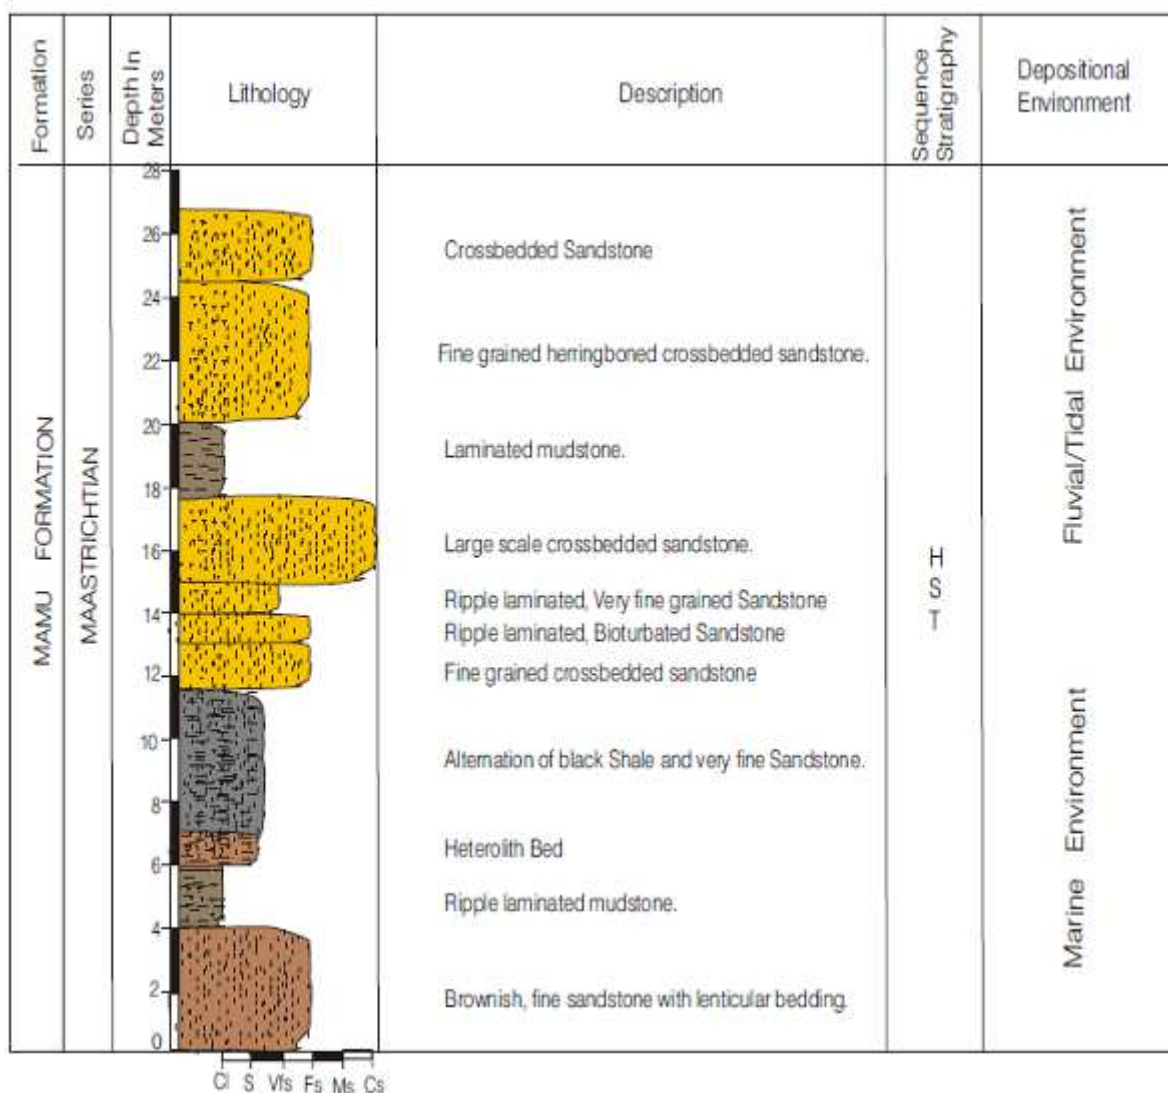 Formation
Series
Depth In
Meters
Lithology
Description
Sequence
Stratigraphy
Depositional
Environment
28
26
24
22
20
18
16
14
12
10
8
6
4
2
0
MAMU FORMATION
MAASTRICHTIAN
Crossbedded Sandstone
Fine grained herringboned crossbedded sandstone.
Laminated mudstone.
Large scale crossbedded sandstone.
Ripple laminated, Very fine grained Sandstone
Ripple laminated, Bioturbated Sandstone
Fine grained crossbedded sandstone
Alternation of black Shale and very fine Sandstone.
Heterolith Bed
Ripple laminated mudstone.
Brownish, fine sandstone with lenticular bedding.
H
S
T
Fluvial/Tidal Environment
Marine Environment
Cl S Vfs Fs Ms Cs